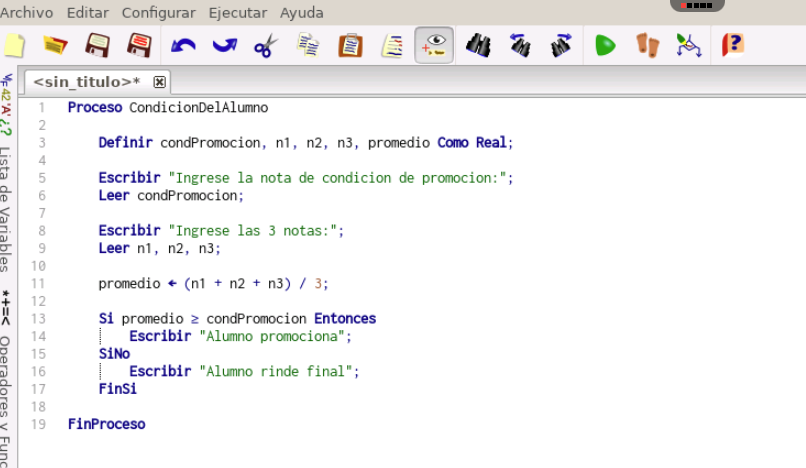 Archivo Editar Configurar Ejecutar Ayuda
<sin_titulo>*
1 Proceso CondicionDelAlumno
2
3 Definir condPromocion, n1, n2, n3, promedio Como Real;
4
5 Escribir "Ingrese la nota de condicion de promocion:";
6 Leer condPromocion;
7
8 Escribir "Ingrese las 3 notas:";
9 Leer n1, n2, n3;
10
11 promedio ← (n1 + n2 + n3) / 3;
12
13 Si promedio ≥ condPromocion Entonces
14 Escribir "Alumno promociona";
15 SiNo
16 Escribir "Alumno rinde final";
17 FinSi
18
19 FinProceso
42 'A' ¿?
Lista de Variables
*+=<
Operadores y